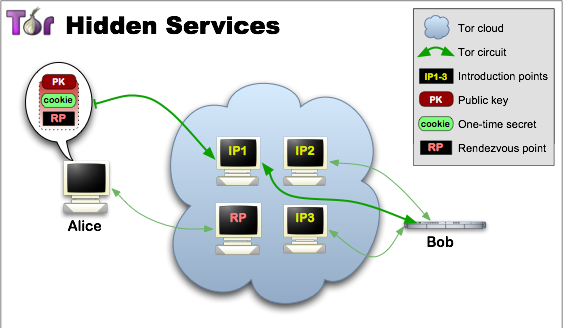 Tor Hidden Services
Tor cloud
Tor circuit
IP1-3 Introduction points
PK Public key
cookie One-time secret
RP Rendezvous point
PK
cookie
RP
IP1 IP2
RP IP3
Alice
Bob